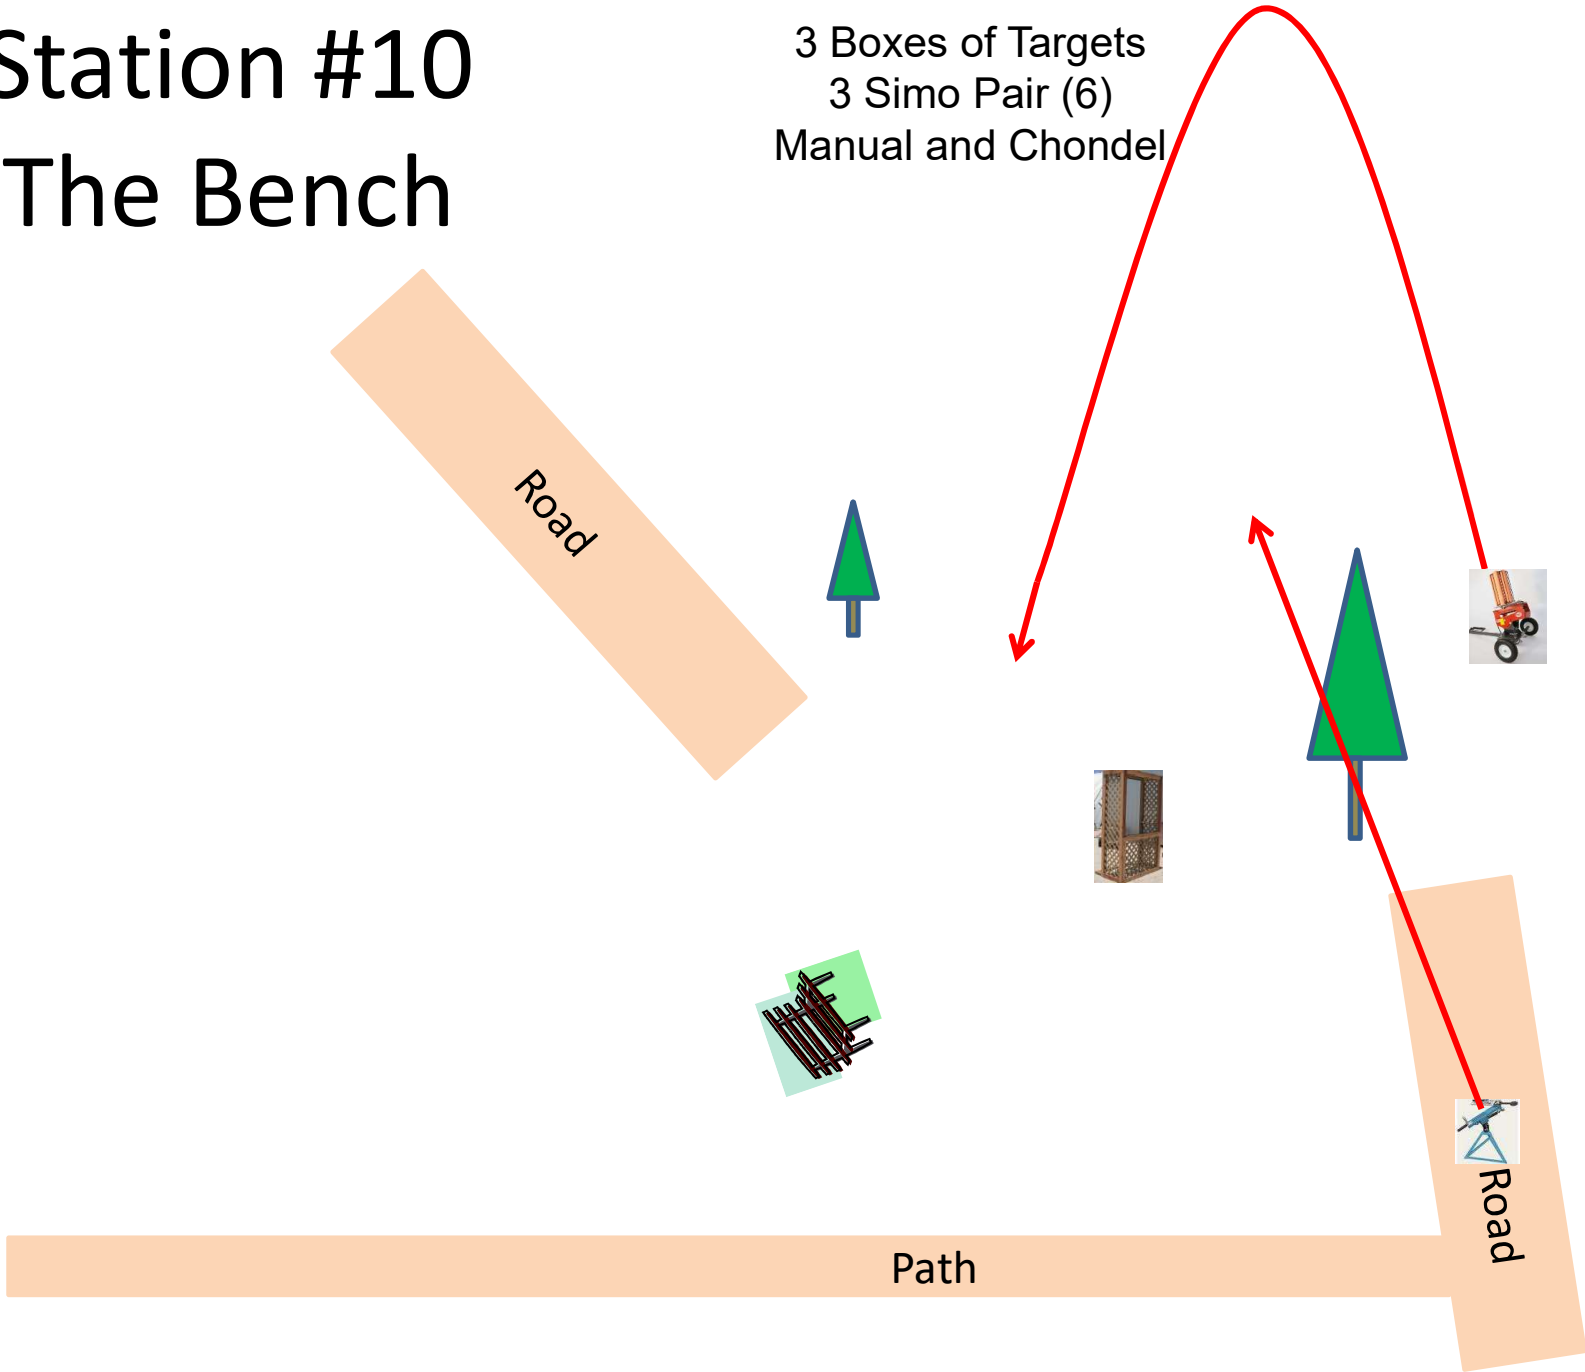 Station #10
The Bench
3 Boxes of Targets
3 Simo Pair (6)
Manual and Chondel
Road
Road
Path